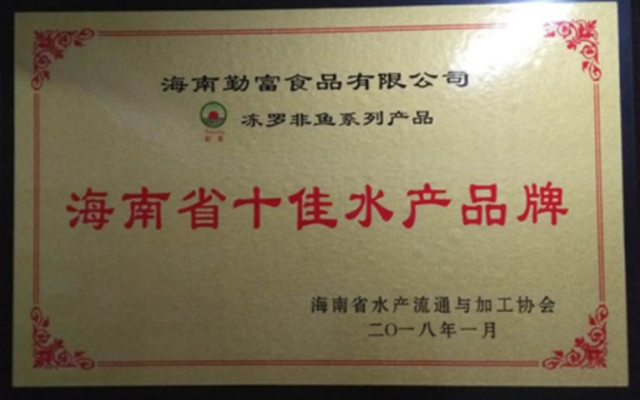 海南勤富食品有限公司
冻罗非鱼系列产品
海南省十佳水产品牌
海南省水产流通与加工协会
二〇一八年一月